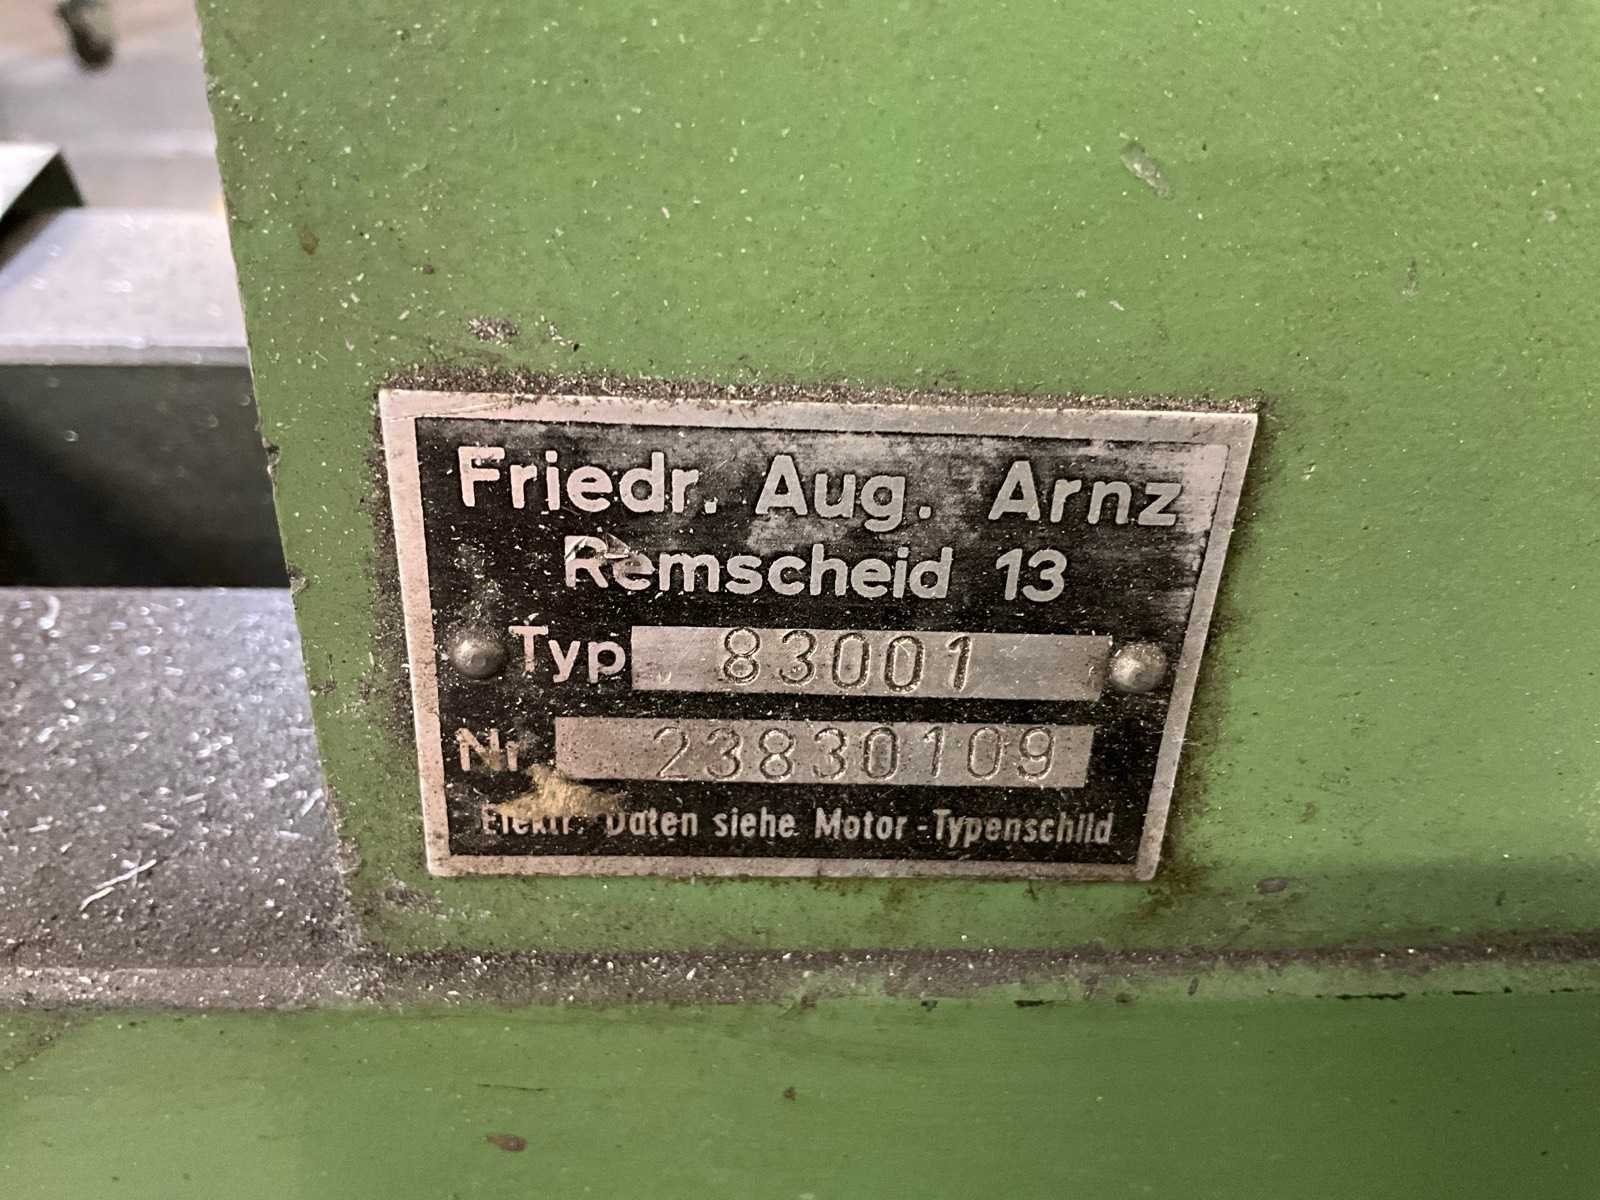 Friedr. Aug. Arnz
Remscheid 13
Typ 83001
Nr 23830109
Elektr. Daten siehe Motor-Typenschild